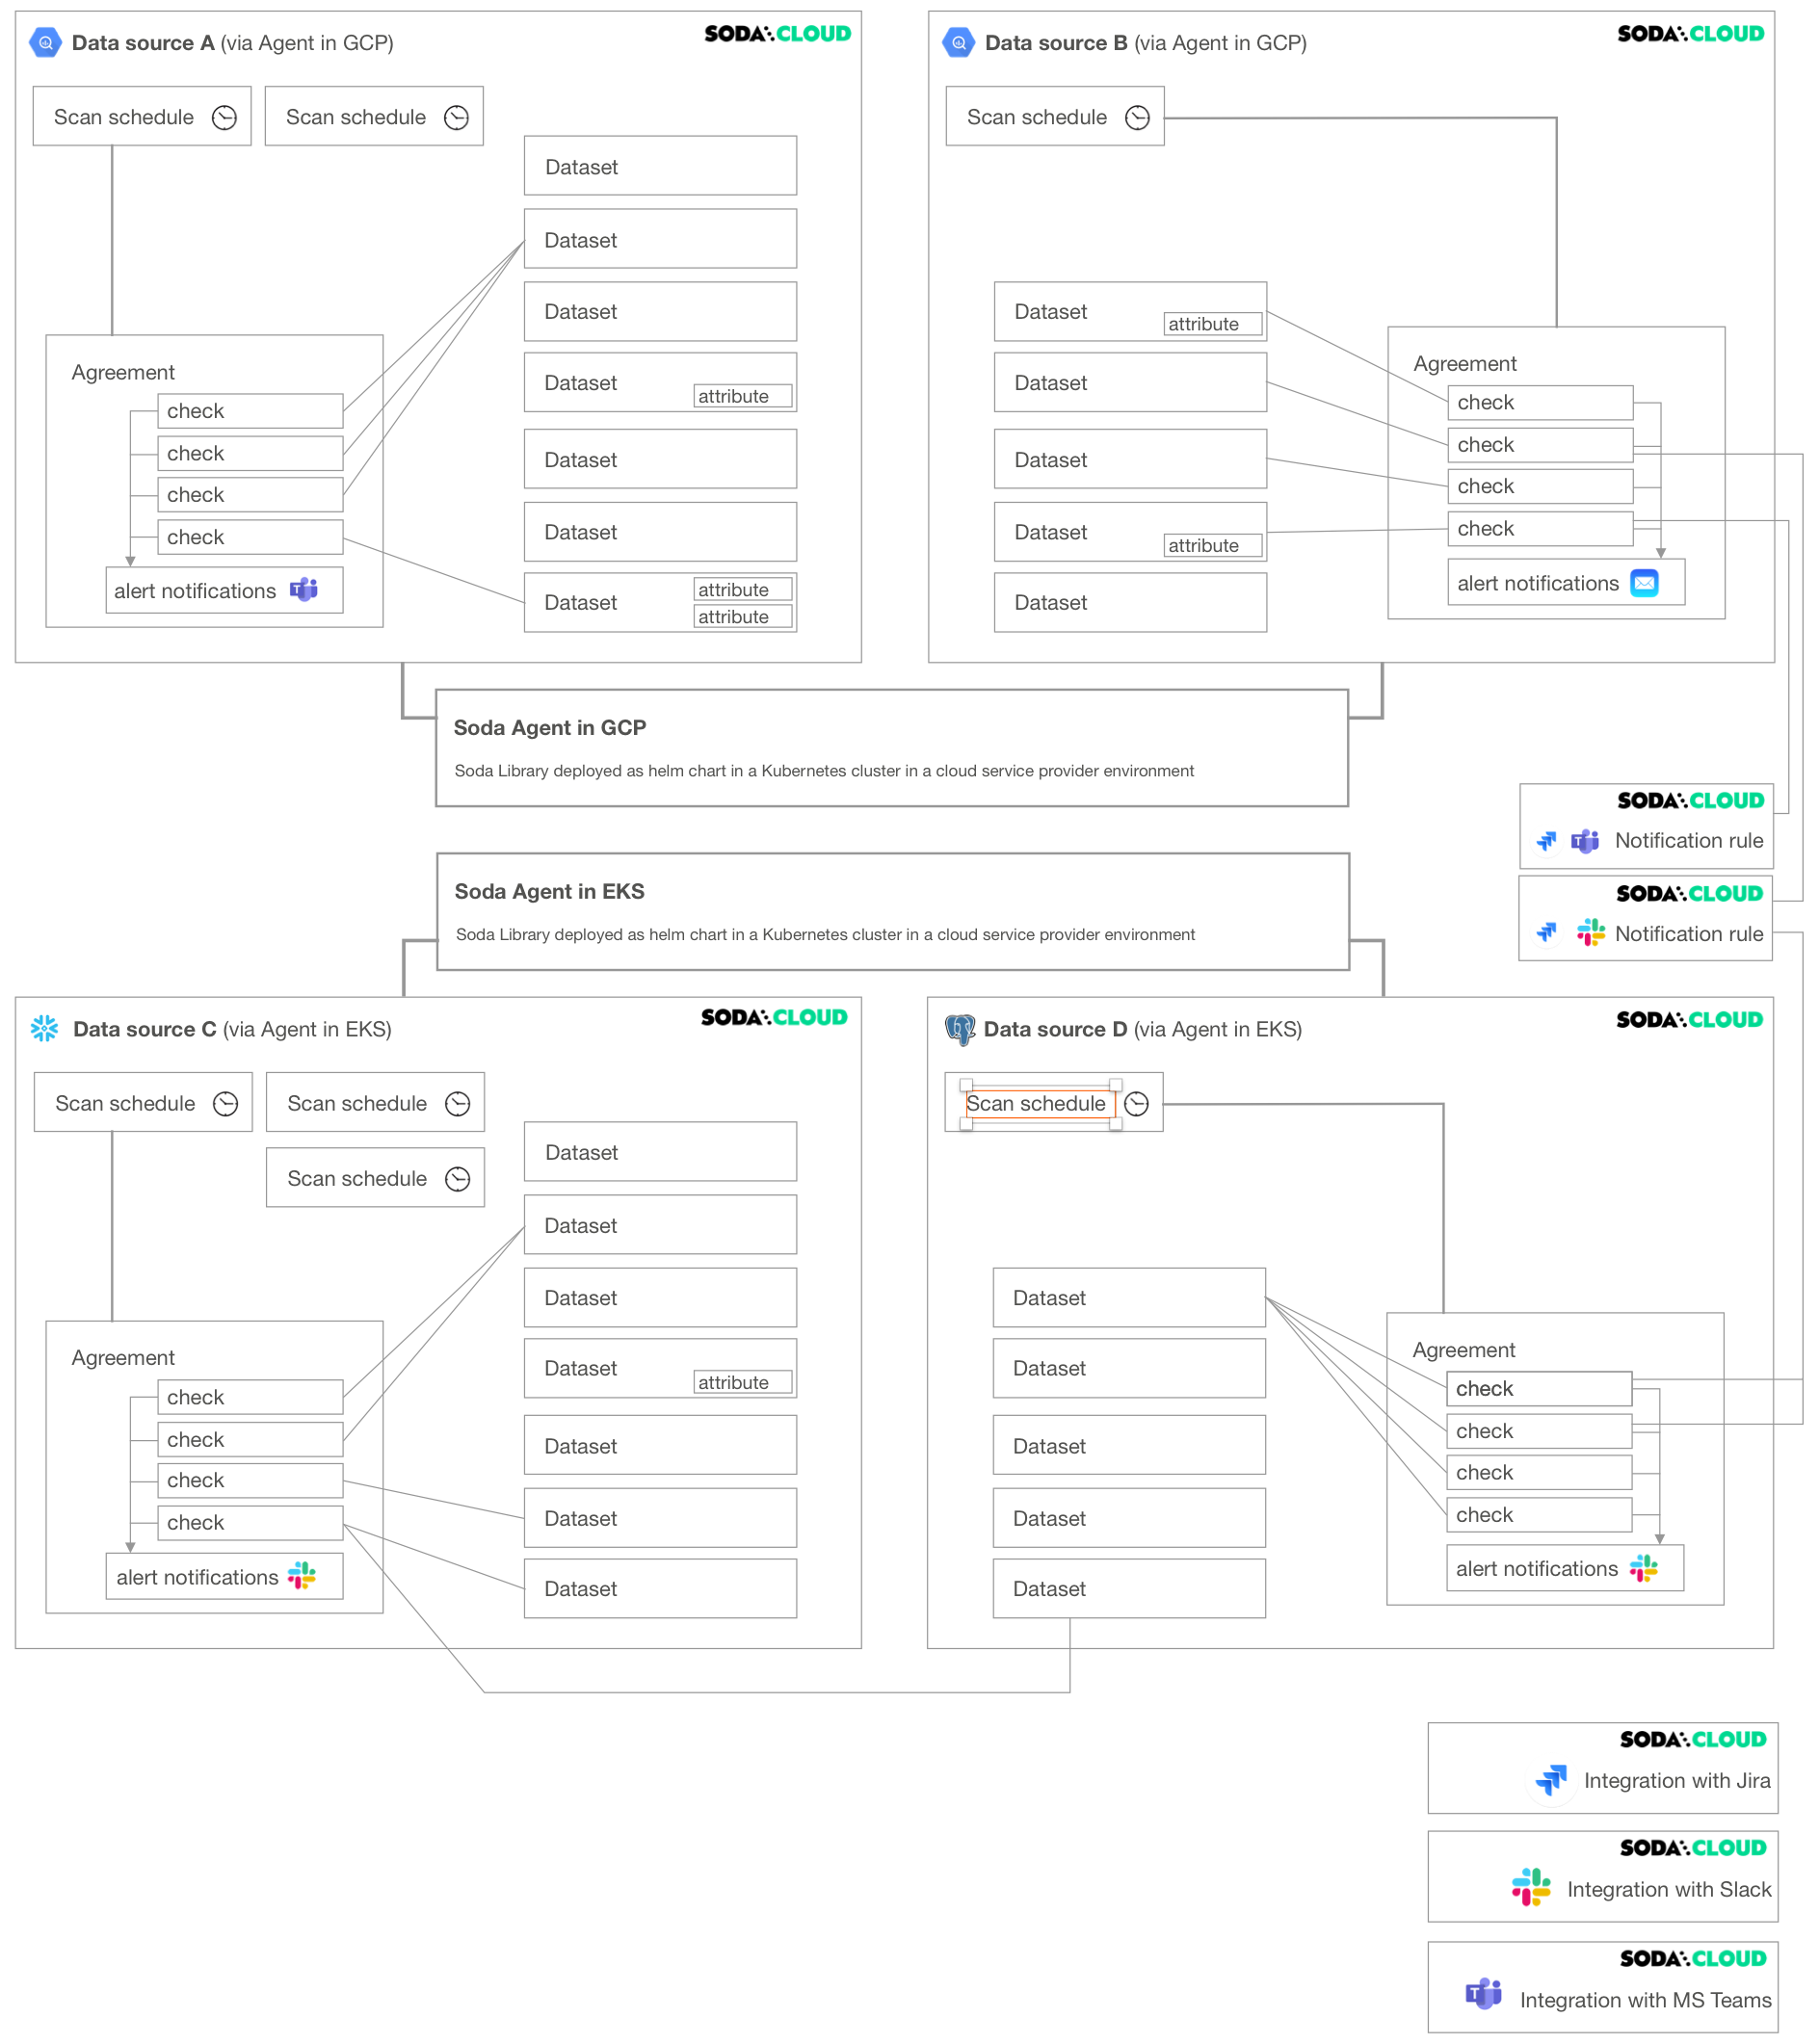 Data source A (via Agent in GCP)
SODA CLOUD
Scan schedule
Scan schedule
Dataset
Dataset
Dataset
Dataset
attribute
Dataset
Dataset
Dataset
attribute
attribute
Agreement
check
check
check
check
alert notifications
Data source B (via Agent in GCP)
SODA CLOUD
Scan schedule
Dataset
attribute
Dataset
Dataset
Dataset
attribute
Dataset
Agreement
check
check
check
check
alert notifications
Soda Agent in GCP
Soda Library deployed as helm chart in a Kubernetes cluster in a cloud service provider environment
SODA CLOUD
Notification rule
SODA CLOUD
Notification rule
Soda Agent in EKS
Soda Library deployed as helm chart in a Kubernetes cluster in a cloud service provider environment
Data source C (via Agent in EKS)
SODA CLOUD
Scan schedule
Scan schedule
Scan schedule
Dataset
Dataset
Dataset
Dataset
attribute
Dataset
Dataset
Dataset
Agreement
check
check
check
check
alert notifications
Data source D (via Agent in EKS)
SODA CLOUD
Scan schedule
Dataset
Dataset
Dataset
Dataset
Dataset
Agreement
check
check
check
check
alert notifications
SODA CLOUD
Integration with Jira
SODA CLOUD
Integration with Slack
SODA CLOUD
Integration with MS Teams